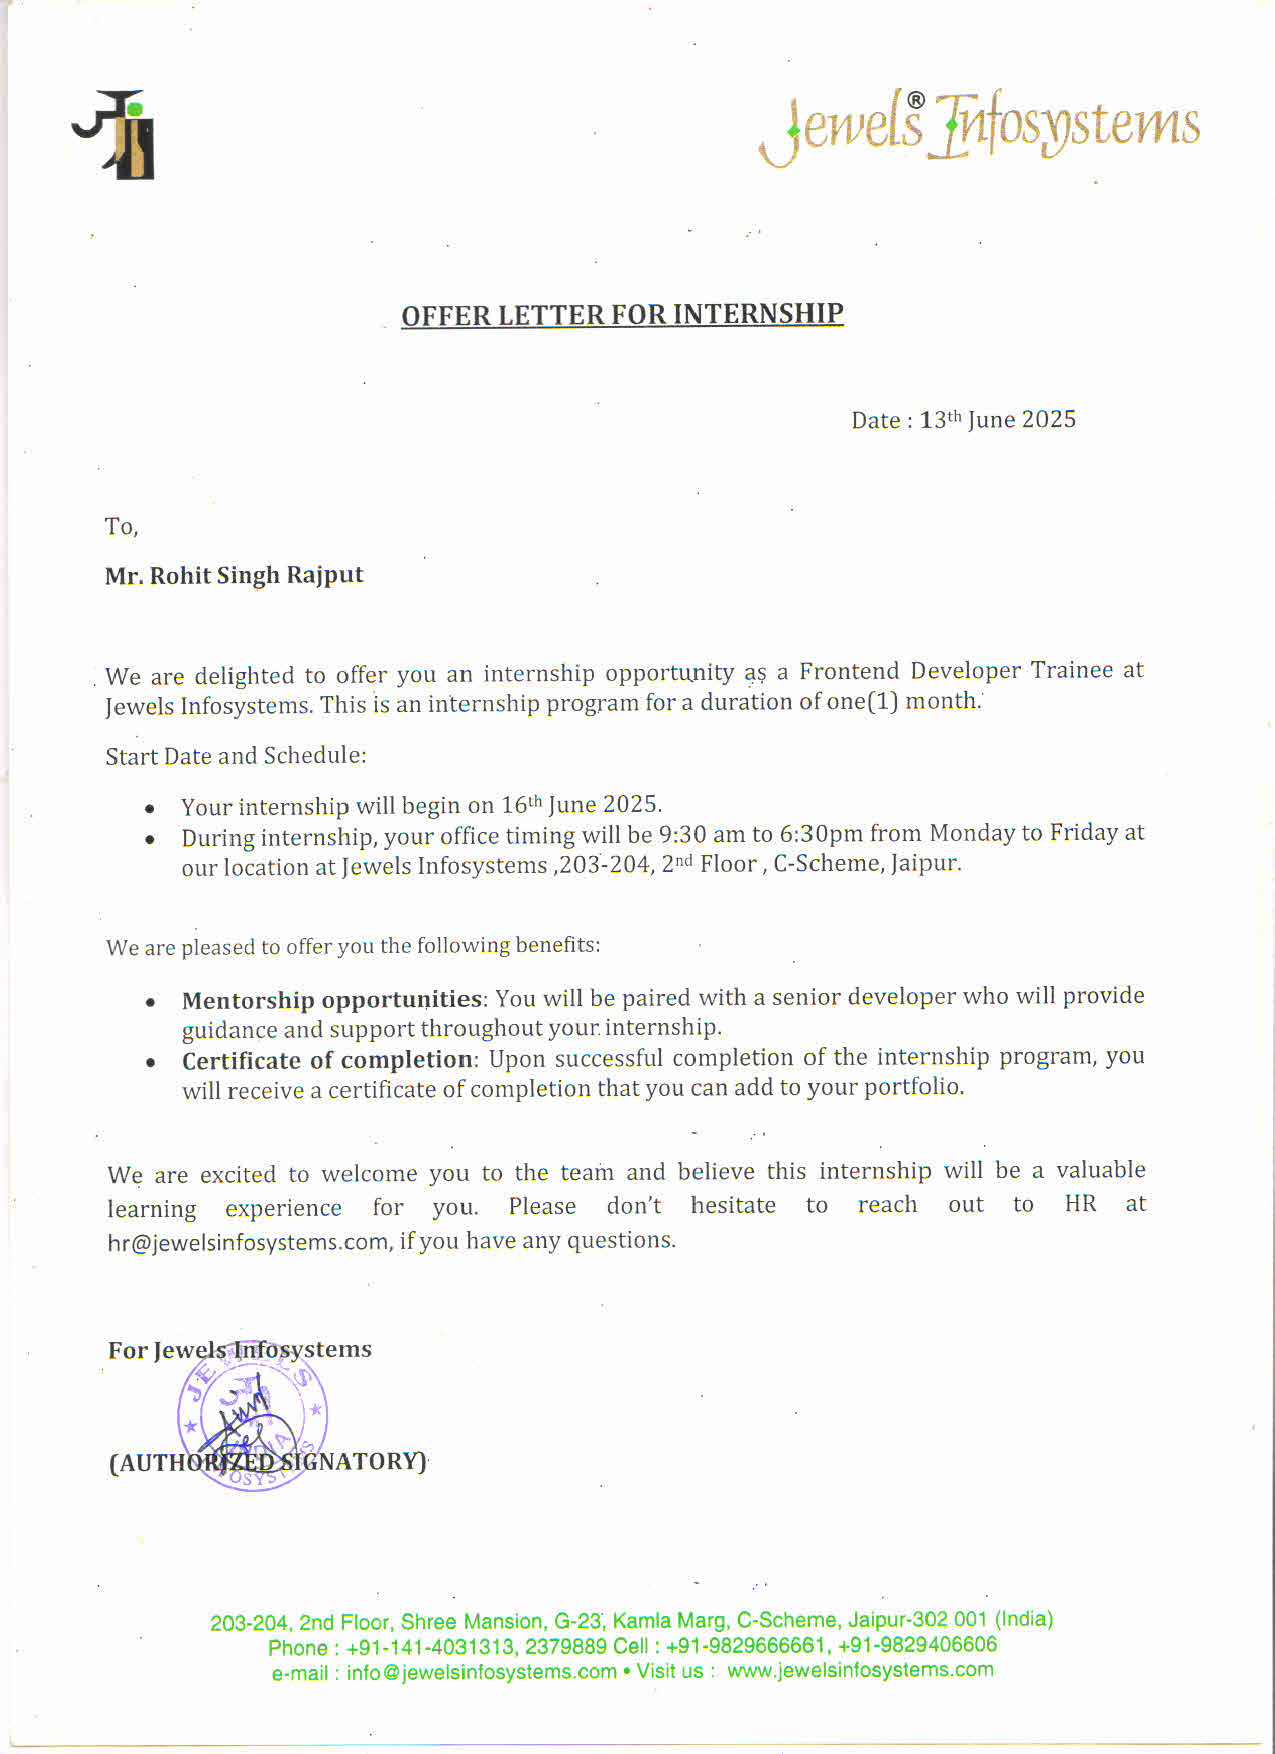 Jewels® Infosystems
OFFER LETTER FOR INTERNSHIP
Date : 13th June 2025
To,
Mr. Rohit Singh Rajput
We are delighted to offer you an internship opportunity as a Frontend Developer Trainee at
Jewels Infosystems. This is an internship program for a duration of one(1) month.
Start Date and Schedule:
• Your internship will begin on 16th June 2025.
• During internship, your office timing will be 9:30 am to 6:30pm from Monday to Friday at
our location at Jewels Infosystems ,203-204, 2nd Floor , C-Scheme, Jaipur.
We are pleased to offer you the following benefits:
• Mentorship opportunities: You will be paired with a senior developer who will provide
guidance and support throughout your internship.
• Certificate of completion: Upon successful completion of the internship program, you
will receive a certificate of completion that you can add to your portfolio.
We are excited to welcome you to the team and believe this internship will be a valuable
learning experience for you. Please don't hesitate to reach out to HR at
hr@jewelsinfosystems.com, if you have any questions.
For Jewels Infosystems
JEWELS
INDIA
INFOSYSTEMS
(AUTHORIZED SIGNATORY)
203-204, 2nd Floor, Shree Mansion, G-23, Kamla Marg, C-Scheme, Jaipur-302 001 (India)
Phone : +91-141-4031313, 2379889 Cell : +91-9829666661, +91-9829406606
e-mail : info@jewelsinfosystems.com • Visit us : www.jewelsinfosystems.com